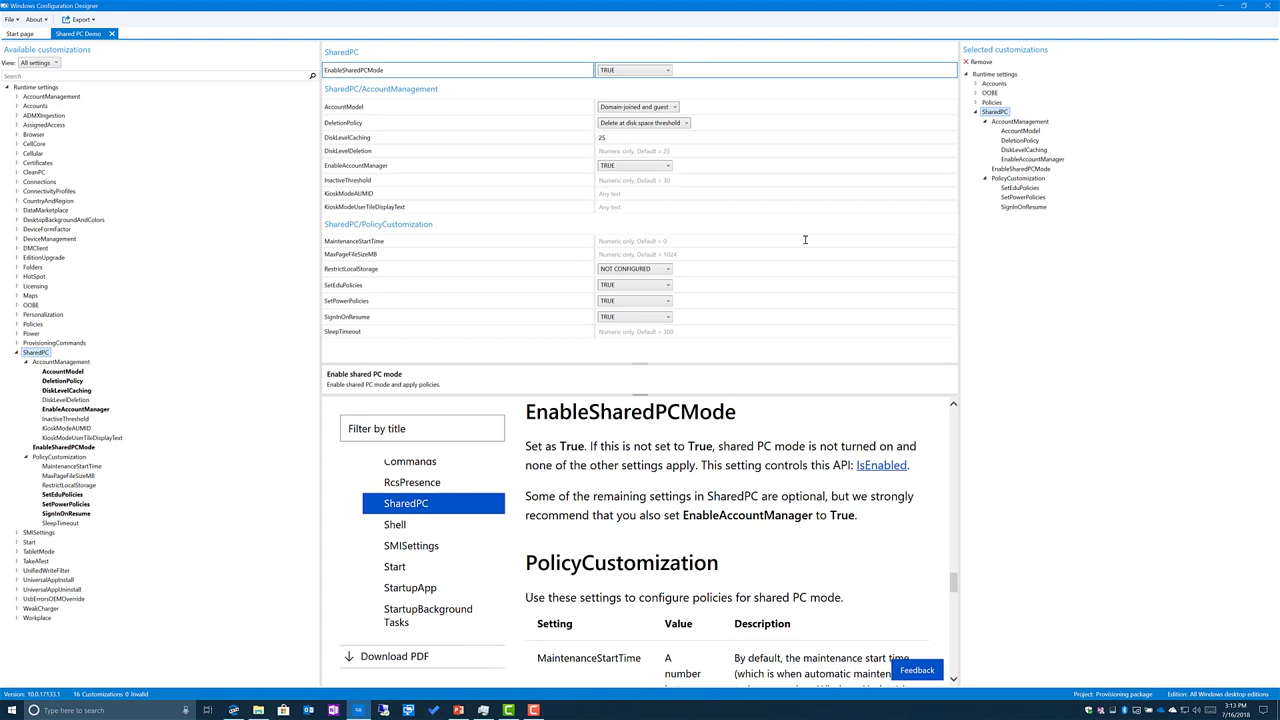 Windows Configuration Designer
File
About
Export
Start page
Shared PC Demo
Available customizations
View: All settings
Search
Runtime settings
AccountManagement
Accounts
ADMXIngestion
AssignedAccess
Browser
CellCore
Cellular
Certificates
CleanPC
Connections
ConnectivityProfiles
CountryAndRegion
DataMarketplace
DesktopBackgroundAndColors
DeviceFormFactor
DeviceManagement
DMClient
EditionUpgrade
Folders
HotSpot
Licensing
Maps
OOBE
Personalization
Policies
Power
ProvisioningCommands
SharedPC
AccountManagement
AccountModel
DeletionPolicy
DiskLevelCaching
DiskLevelDeletion
EnableAccountManager
InactiveThreshold
KioskModeAUMID
KioskModeUserTileDisplayText
EnableSharedPCMode
PolicyCustomization
MaintenanceStartTime
MaxPageFileSizeMB
RestrictLocalStorage
SetEduPolicies
SetPowerPolicies
SignInOnResume
SleepTimeout
SMISettings
Start
TabletMode
TakeATest
UnifiedWriteFilter
UniversalAppInstall
UniversalAppUninstall
UsbErrorsOEMOverride
WeakCharger
Workplace
SharedPC
EnableSharedPCMode TRUE
SharedPC/AccountManagement
AccountModel Domain-joined and guest
DeletionPolicy Delete at disk space threshold
DiskLevelCaching 25
DiskLevelDeletion Numeric only, Default = 25
EnableAccountManager TRUE
InactiveThreshold Numeric only, Default = 30
KioskModeAUMID Any text
KioskModeUserTileDisplayText Any text
SharedPC/PolicyCustomization
MaintenanceStartTime Numeric only, Default = 0
MaxPageFileSizeMB Numeric only, Default = 1024
RestrictLocalStorage NOT CONFIGURED
SetEduPolicies TRUE
SetPowerPolicies TRUE
SignInOnResume TRUE
SleepTimeout Numeric only, Default = 300
Enable shared PC mode
Enable shared PC mode and apply policies.
Filter by title
Commands
RcsPresence
SharedPC
Shell
SMISettings
Start
StartupApp
StartupBackground
Tasks
Download PDF
EnableSharedPCMode
Set as True. If this is not set to True, shared PC mode is not turned on and
none of the other settings apply. This setting controls this API: IsEnabled.
Some of the remaining settings in SharedPC are optional, but we strongly
recommend that you also set EnableAccountManager to True.
PolicyCustomization
Use these settings to configure policies for shared PC mode.
Setting Value Description
MaintenanceStartTime A By default, the maintenance start time
number (which is when automatic mainten
Feedback
Selected customizations
Remove
Runtime settings
Accounts
OOBE
Policies
SharedPC
AccountManagement
AccountModel
DeletionPolicy
DiskLevelCaching
EnableAccountManager
EnableSharedPCMode
PolicyCustomization
SetEduPolicies
SetPowerPolicies
SignInOnResume
Version: 10.0.17133.1 16 Customizations 0 Invalid
Project: Provisioning package Edition: All Windows desktop editions
Type here to search
3:13 PM
7/16/2018